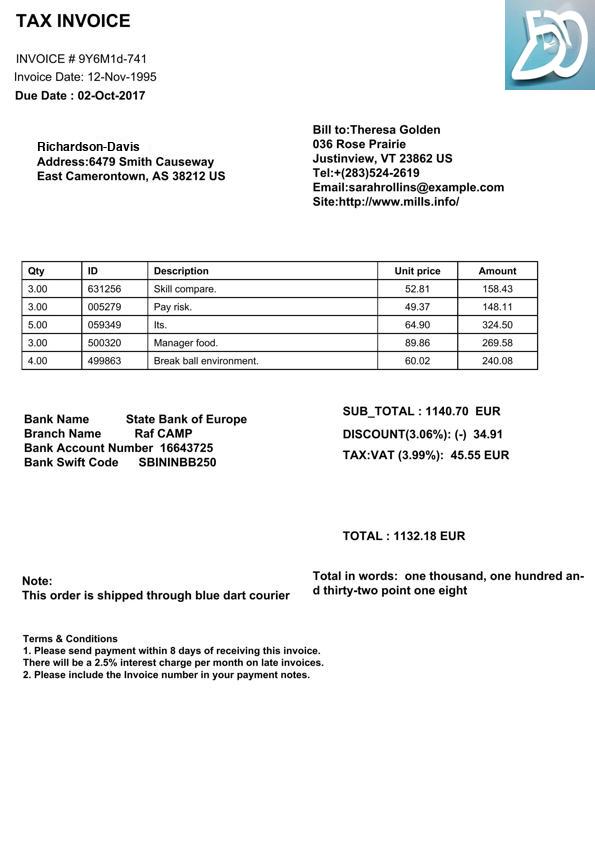 TAX INVOICE
INVOICE # 9Y6M1d-741
Invoice Date: 12-Nov-1995
Due Date : 02-Oct-2017
Richardson-Davis
Address:6479 Smith Causeway
East Camerontown, AS 38212 US
Bill to:Theresa Golden
036 Rose Prairie
Justinview, VT 23862 US
Tel:+(283)524-2619
Email:sarahrollins@example.com
Site:http://www.mills.info/
Qty ID Description Unit price Amount
3.00 631256 Skill compare. 52.81 158.43
3.00 005279 Pay risk. 49.37 148.11
5.00 059349 Its. 64.90 324.50
3.00 500320 Manager food. 89.86 269.58
4.00 499863 Break ball environment. 60.02 240.08
Bank Name State Bank of Europe
Branch Name Raf CAMP
Bank Account Number 16643725
Bank Swift Code SBININBB250
SUB_TOTAL : 1140.70 EUR
DISCOUNT(3.06%): (-) 34.91
TAX:VAT (3.99%): 45.55 EUR
TOTAL : 1132.18 EUR
Note:
This order is shipped through blue dart courier
Total in words: one thousand, one hundred an-
d thirty-two point one eight
Terms & Conditions
1. Please send payment within 8 days of receiving this invoice.
There will be a 2.5% interest charge per month on late invoices.
2. Please include the Invoice number in your payment notes.